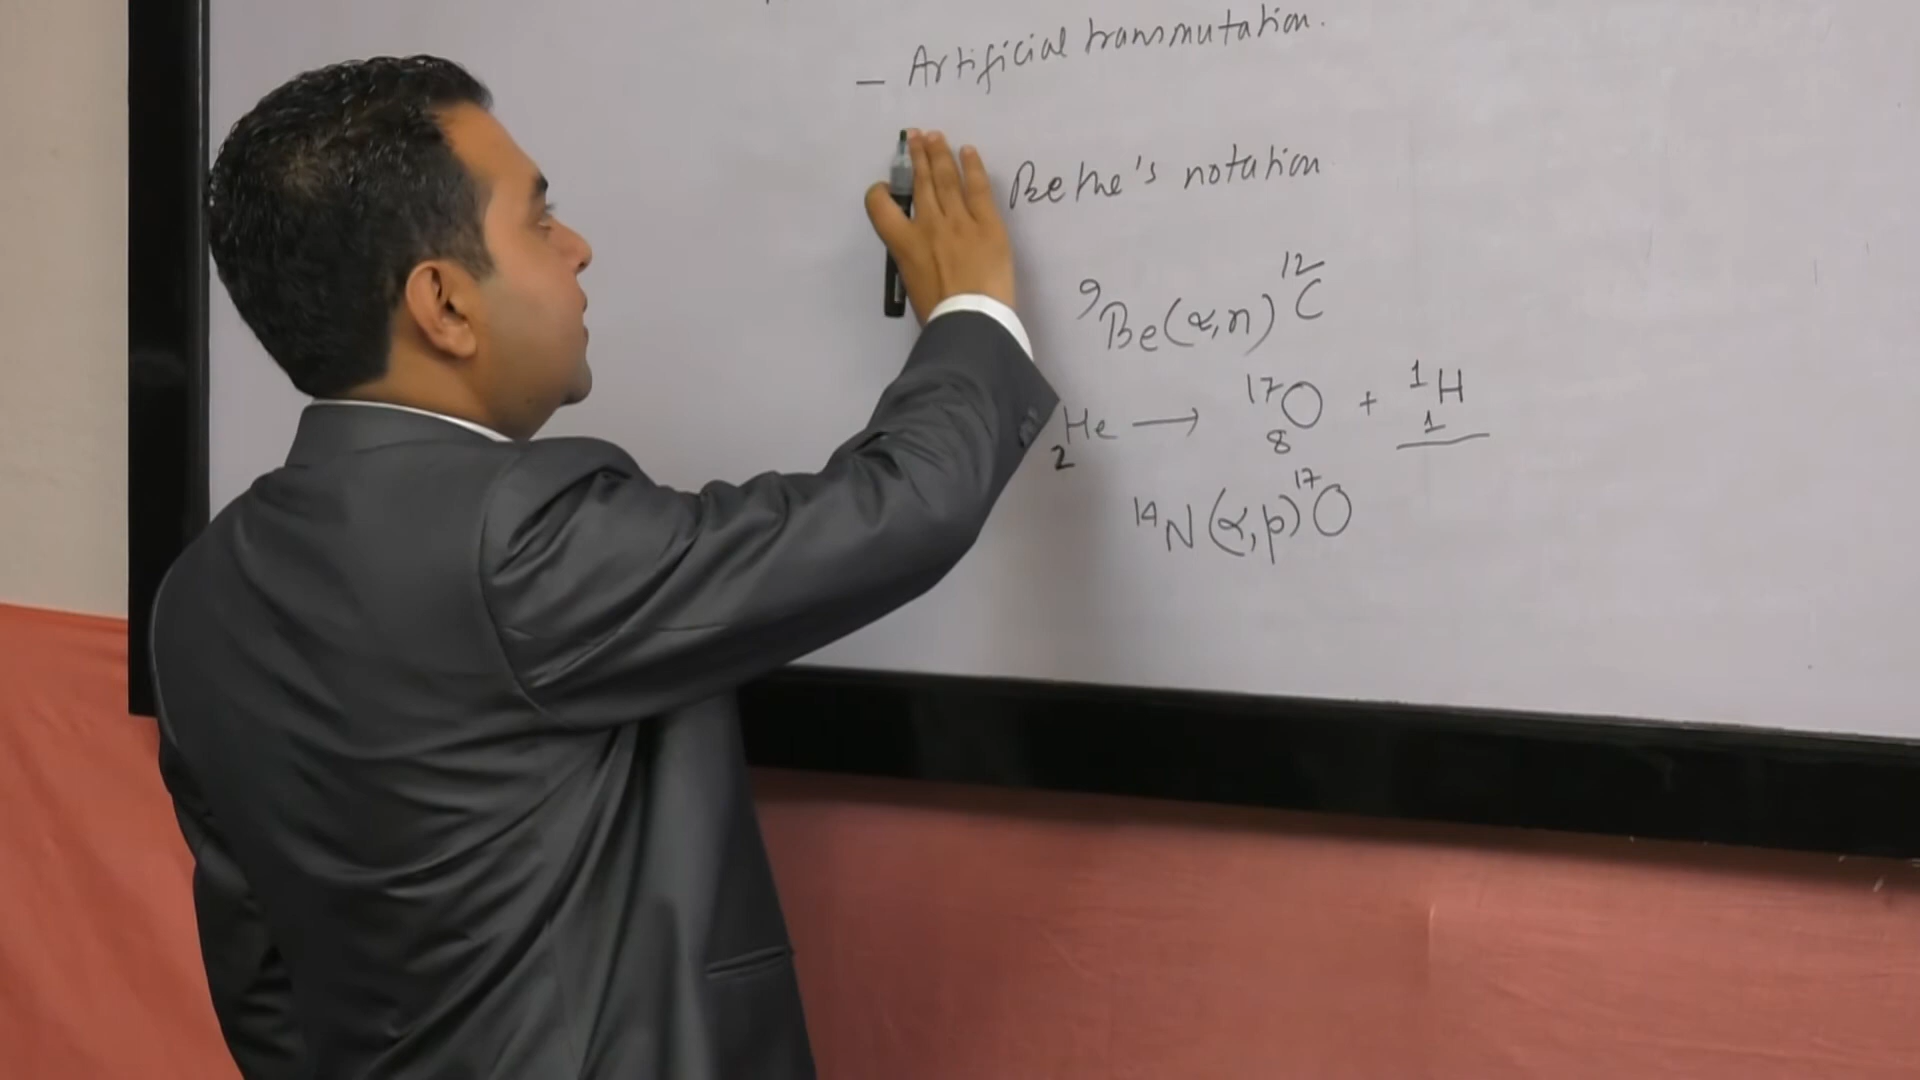 — Artificial transmutation.
Bethe's notation
⁹Be(α,n)¹²C
₂He ⟶ ¹⁷₈O + ¹₁H
¹⁴N(α,p)¹⁷O